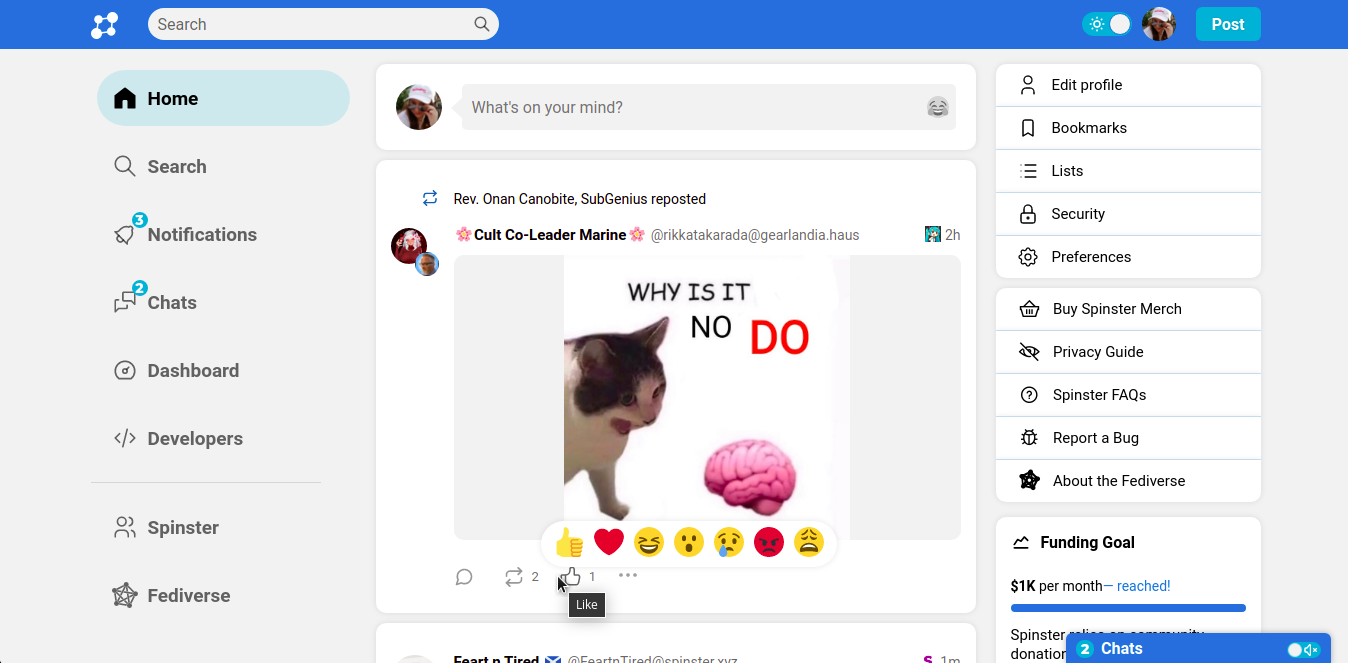 Search
Post
Home
Search
3
Notifications
2
Chats
Dashboard
Developers
Spinster
Fediverse
What's on your mind?
Rev. Onan Canobite, SubGenius reposted
Cult Co-Leader Marine @rikkatakarada@gearlandia.haus 2h
WHY IS IT
NO DO
2 1
Like
Feart n Tired @FeartnTired@spinster.xyz S 1m
Edit profile
Bookmarks
Lists
Security
Preferences
Buy Spinster Merch
Privacy Guide
Spinster FAQs
Report a Bug
About the Fediverse
Funding Goal
$1K per month— reached!
Spinster relies on community
donation
2 Chats